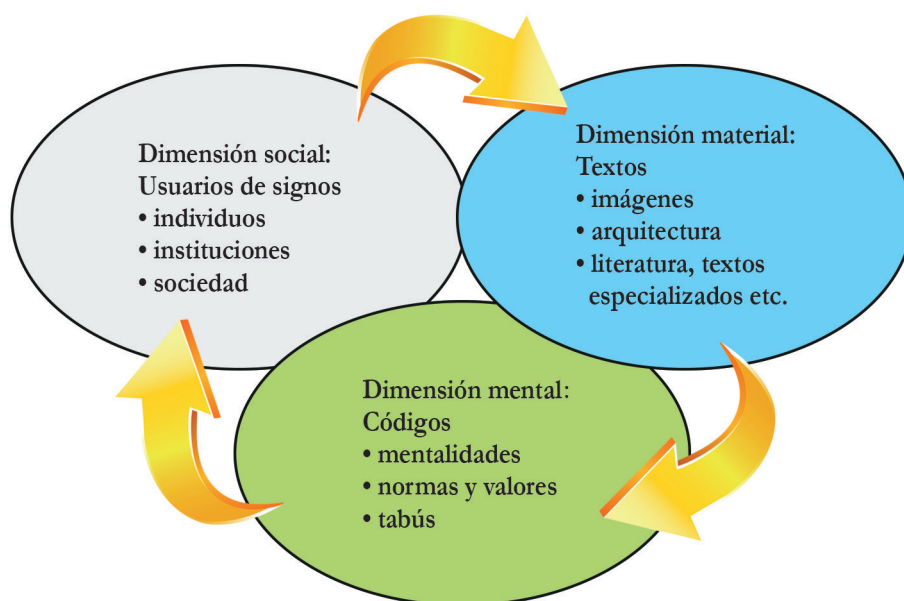 Dimensión social:
Usuarios de signos
• individuos
• instituciones
• sociedad
Dimensión material:
Textos
• imágenes
• arquitectura
• literatura, textos
especializados etc.
Dimensión mental:
Códigos
• mentalidades
• normas y valores
• tabús